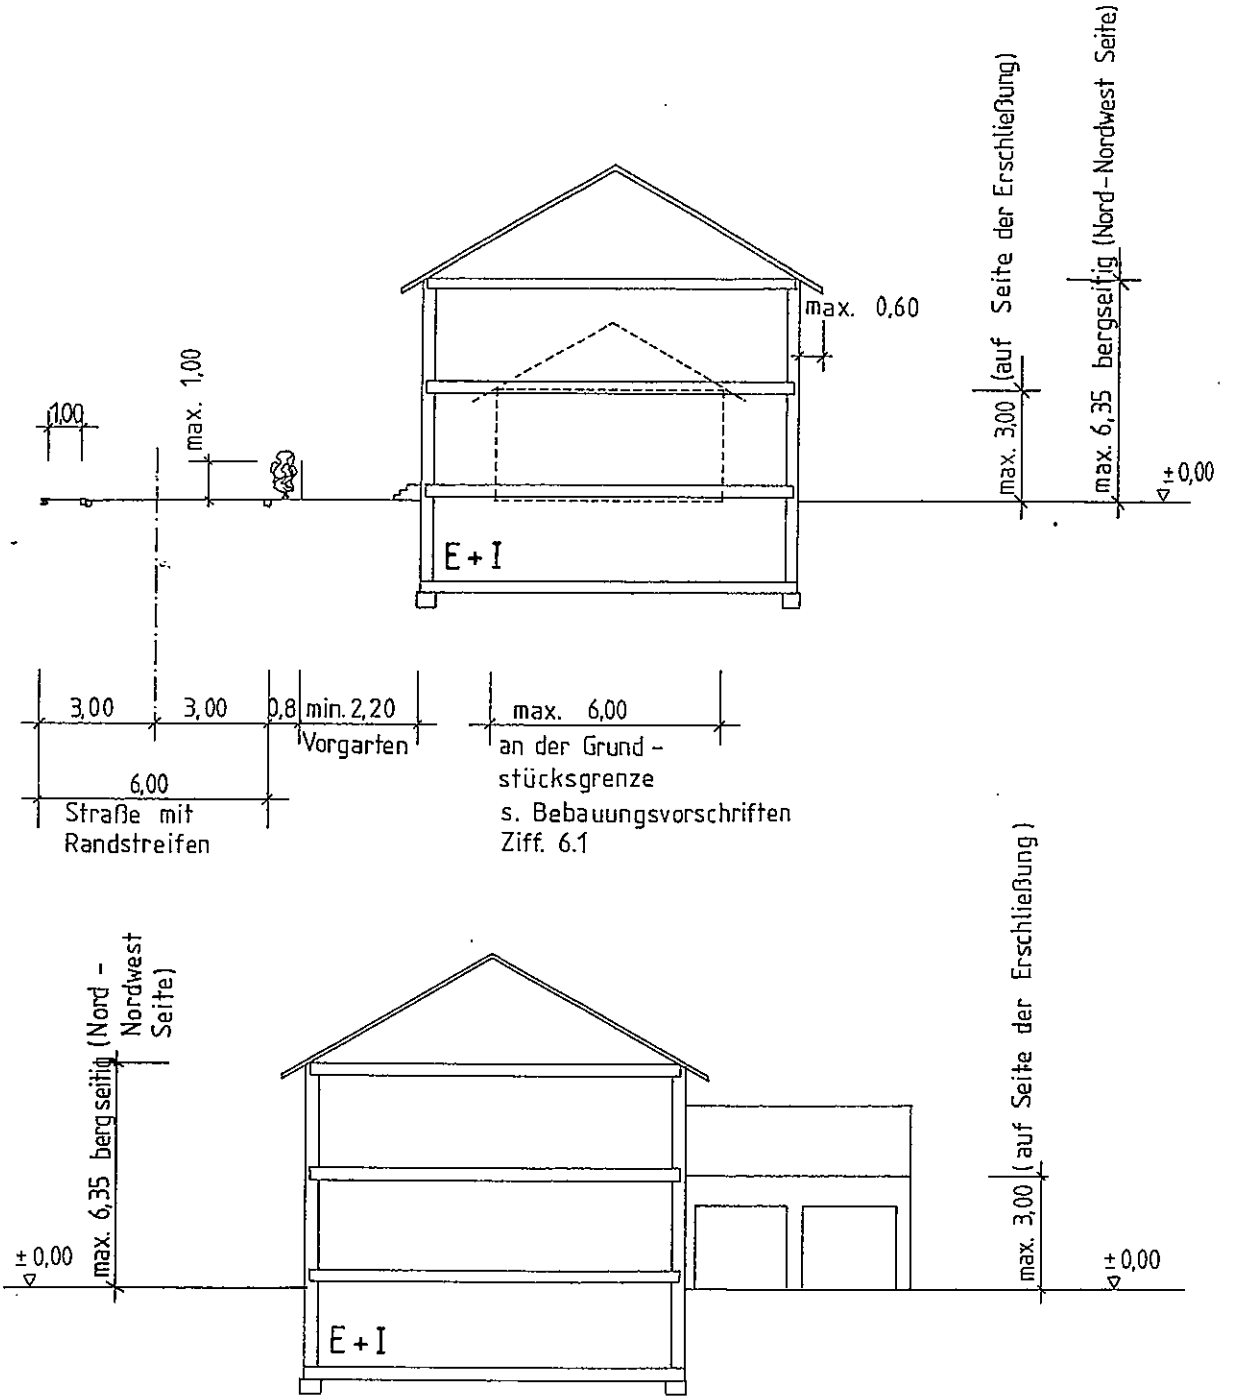 1,00
max. 1,00
max. 0,60
max. 3,00 (auf Seite der Erschließung)
max. 6,35 bergseitig (Nord-Nordwest Seite)
± 0,00
E + I
3,00
3,00
0,8
min. 2,20
Vorgarten
6,00
Straße mit
Randstreifen
max. 6,00
an der Grund -
stücksgrenze
s. Bebauungsvorschriften
Ziff. 6.1
max. 6,35 bergseitig (Nord -
Nordwest
Seite)
± 0,00
E + I
max. 3,00 (auf Seite der Erschließung)
± 0,00